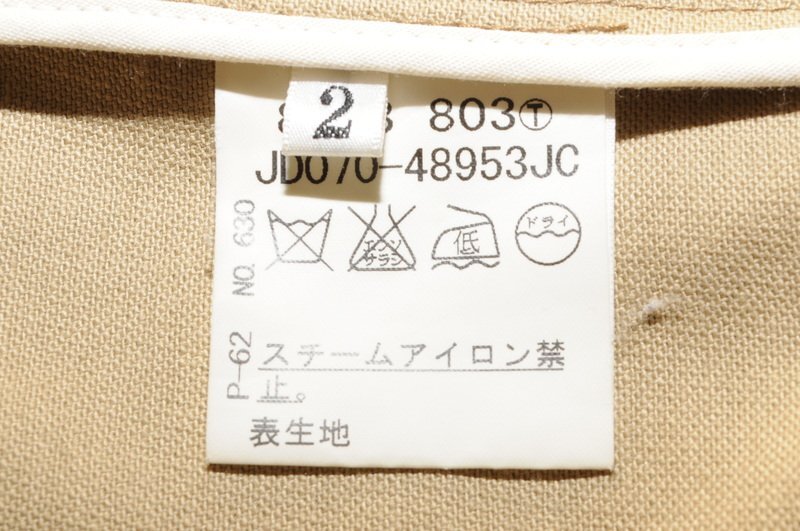 2
803Ⓣ
JD070-48953JC
エンソ
サラシ
低
ドライ
NO. 630
P-62
スチームアイロン禁
止。
表生地